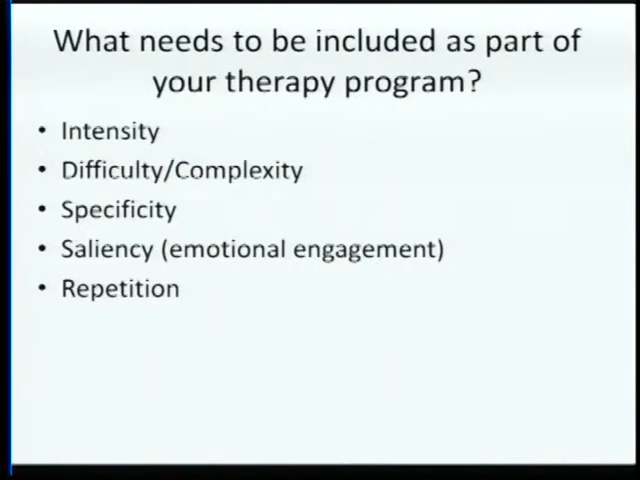 What needs to be included as part of
your therapy program?
• Intensity
• Difficulty/Complexity
• Specificity
• Saliency (emotional engagement)
• Repetition